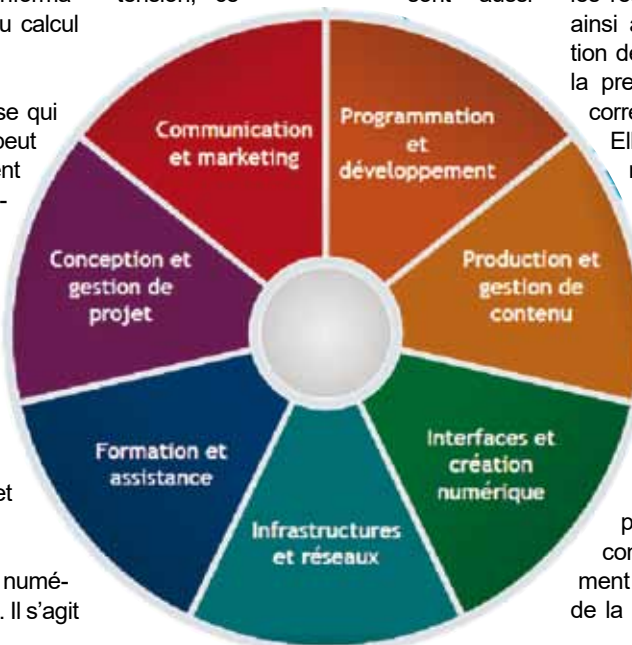 tension, ce
sont aussi
u calcul
ainsi
tion de
se qui
la pre
peut
corre
ent
Communication
et marketing
Programmation
et
développement
Production et
gestion de
contenu
Interfaces et
création
numérique
Infrastructures
et réseaux
Formation et
assistance
Conception et
gestion de
projet
et
numé-
. Il s'agit
con
ment
de la